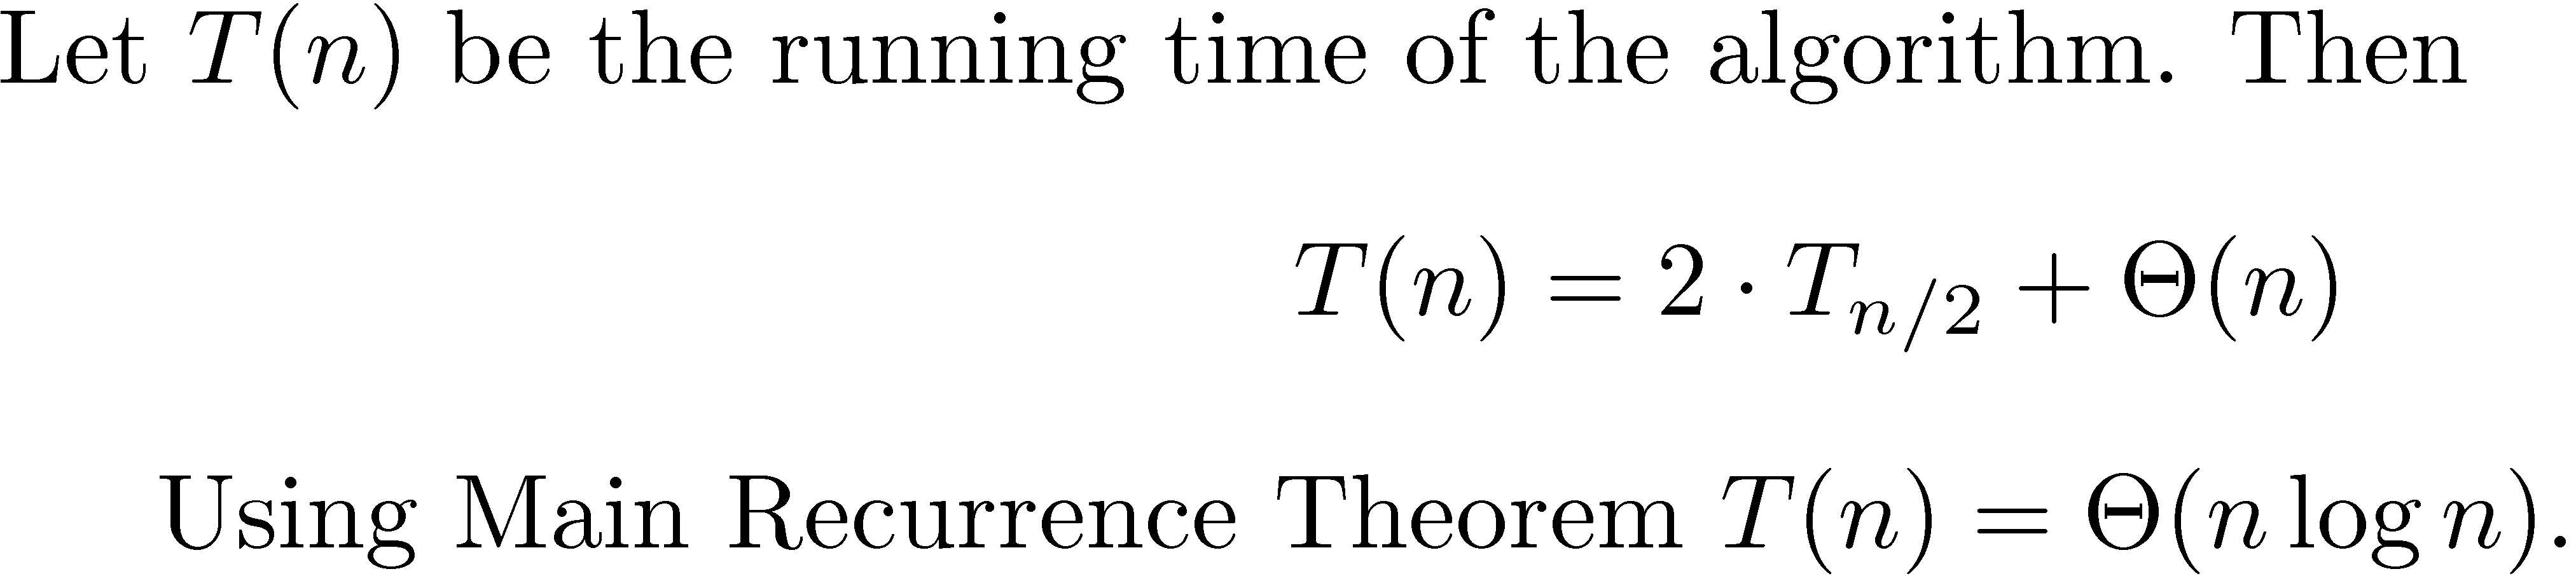 Let T(n) be the running time of the algorithm. Then
T(n) = 2 · T_{n/2} + Θ(n)
Using Main Recurrence Theorem T(n) = Θ(n log n).